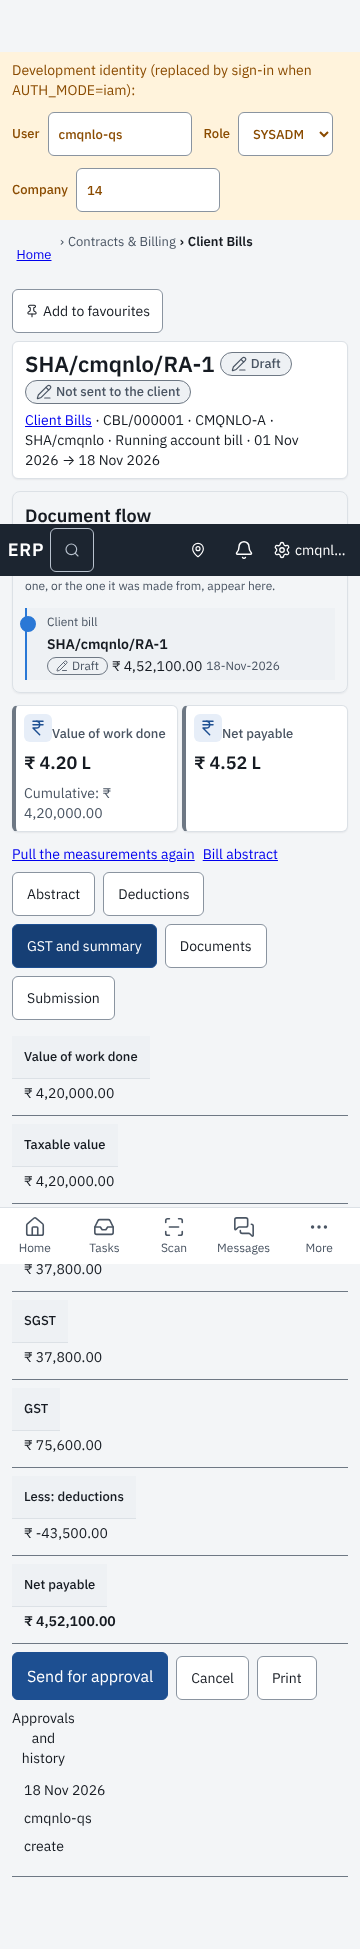 Development identity (replaced by sign-in when
AUTH_MODE=iam):
User cmqnlo-qs Role SYSADM
Company 14
Home › Contracts & Billing › Client Bills
Add to favourites
SHA/cmqnlo/RA-1 Draft
Not sent to the client
Client Bills · CBL/000001 · CMQNLO-A ·
SHA/cmqnlo · Running account bill · 01 Nov
2026 → 18 Nov 2026
Document flow
ERP cmqnl...
one, or the one it was made from, appear here.
Client bill
SHA/cmqnlo/RA-1
Draft ₹ 4,52,100.00 18-Nov-2026
₹ Value of work done ₹ Net payable
₹ 4.20 L ₹ 4.52 L
Cumulative: ₹
4,20,000.00
Pull the measurements again Bill abstract
Abstract Deductions
GST and summary Documents
Submission
Value of work done
₹ 4,20,000.00
Taxable value
₹ 4,20,000.00
Home Tasks Scan Messages More
₹ 37,800.00
SGST
₹ 37,800.00
GST
₹ 75,600.00
Less: deductions
₹ -43,500.00
Net payable
₹ 4,52,100.00
Send for approval Cancel Print
Approvals
and
history
18 Nov 2026
cmqnlo-qs
create